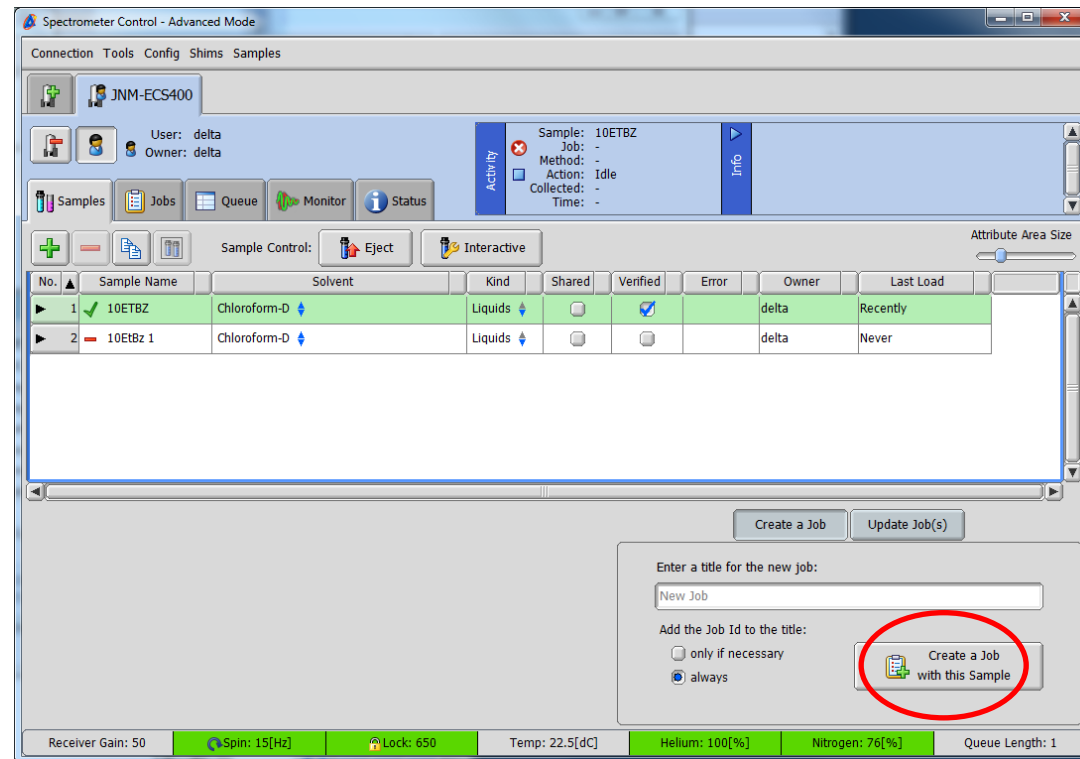 Spectrometer Control - Advanced Mode
Connection Tools Config Shims Samples
JNM-ECS400
User: delta
Owner: delta
Activity
Sample: 10ETBZ
Job: -
Method: -
Action: Idle
Collected: -
Time: -
Info
Samples Jobs Queue Monitor Status
Sample Control: Eject Interactive
Attribute Area Size
No. Sample Name Solvent Kind Shared Verified Error Owner Last Load
1 10ETBZ Chloroform-D Liquids delta Recently
2 10EtBz 1 Chloroform-D Liquids delta Never
Create a Job Update Job(s)
Enter a title for the new job:
New Job
Add the Job Id to the title:
only if necessary
always
Create a Job
with this Sample
Receiver Gain: 50 Spin: 15[Hz] Lock: 650 Temp: 22.5[dC] Helium: 100[%] Nitrogen: 76[%] Queue Length: 1